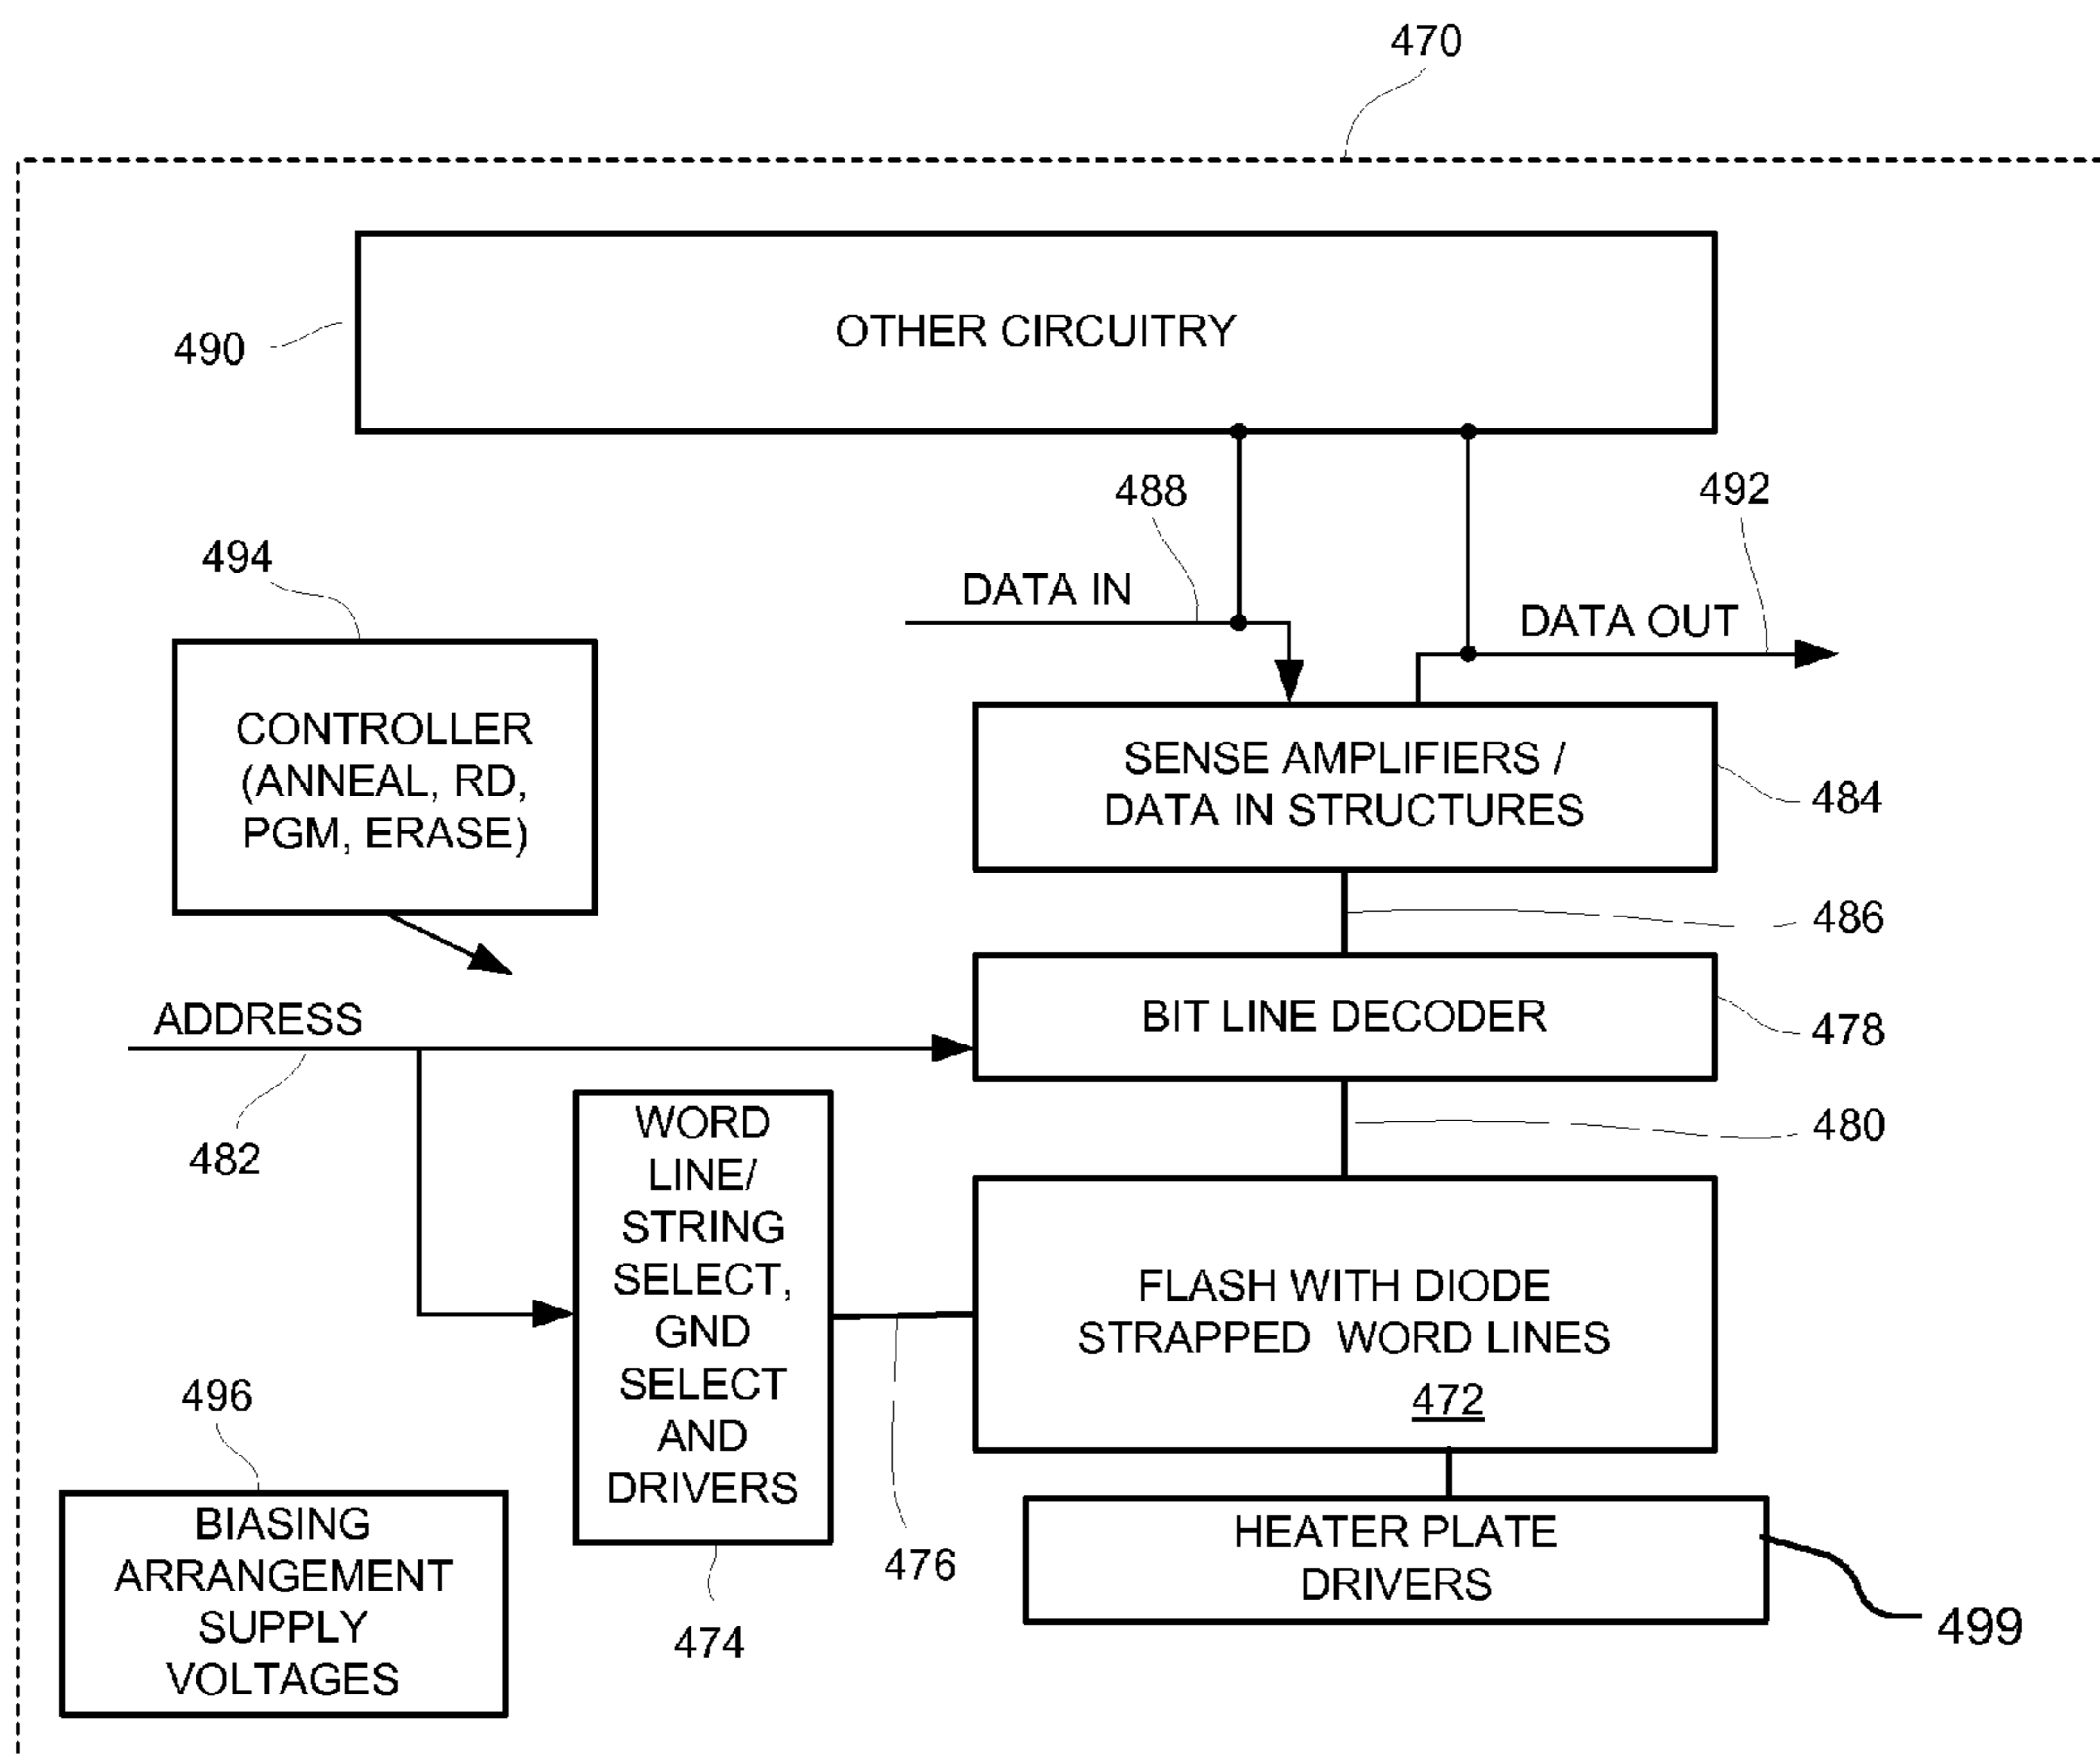 470
OTHER CIRCUITRY
490
488
492
DATA IN
DATA OUT
494
CONTROLLER
(ANNEAL, RD,
PGM, ERASE)
SENSE AMPLIFIERS /
DATA IN STRUCTURES
484
486
ADDRESS
482
BIT LINE DECODER
478
480
WORD
LINE/
STRING
SELECT,
GND
SELECT
AND
DRIVERS
474
476
FLASH WITH DIODE
STRAPPED WORD LINES
472
496
BIASING
ARRANGEMENT
SUPPLY
VOLTAGES
HEATER PLATE
DRIVERS
499